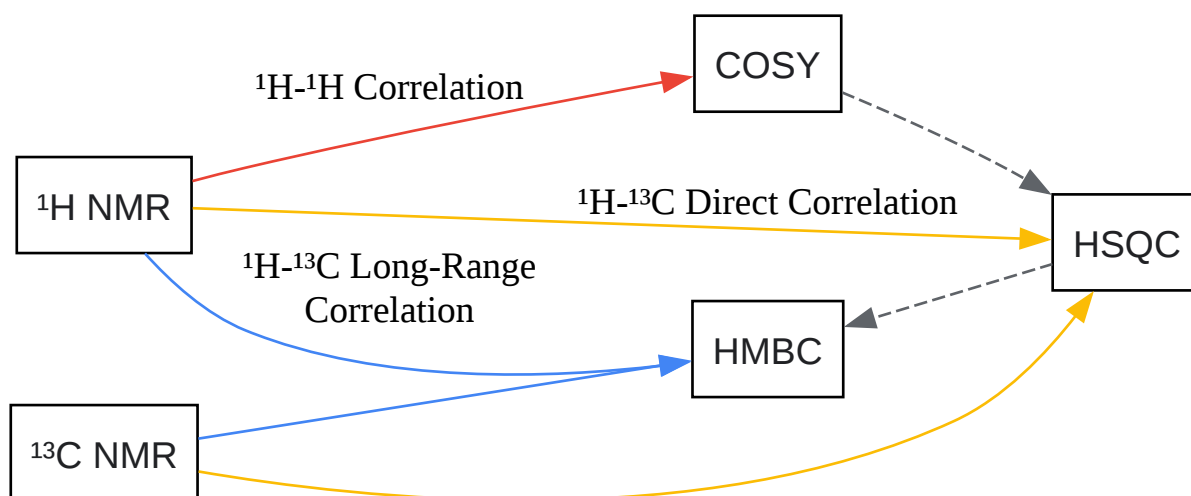 COSY
¹H-¹H Correlation
¹H NMR
¹H-¹³C Direct Correlation
HSQC
¹H-¹³C Long-Range
Correlation
HMBC
¹³C NMR